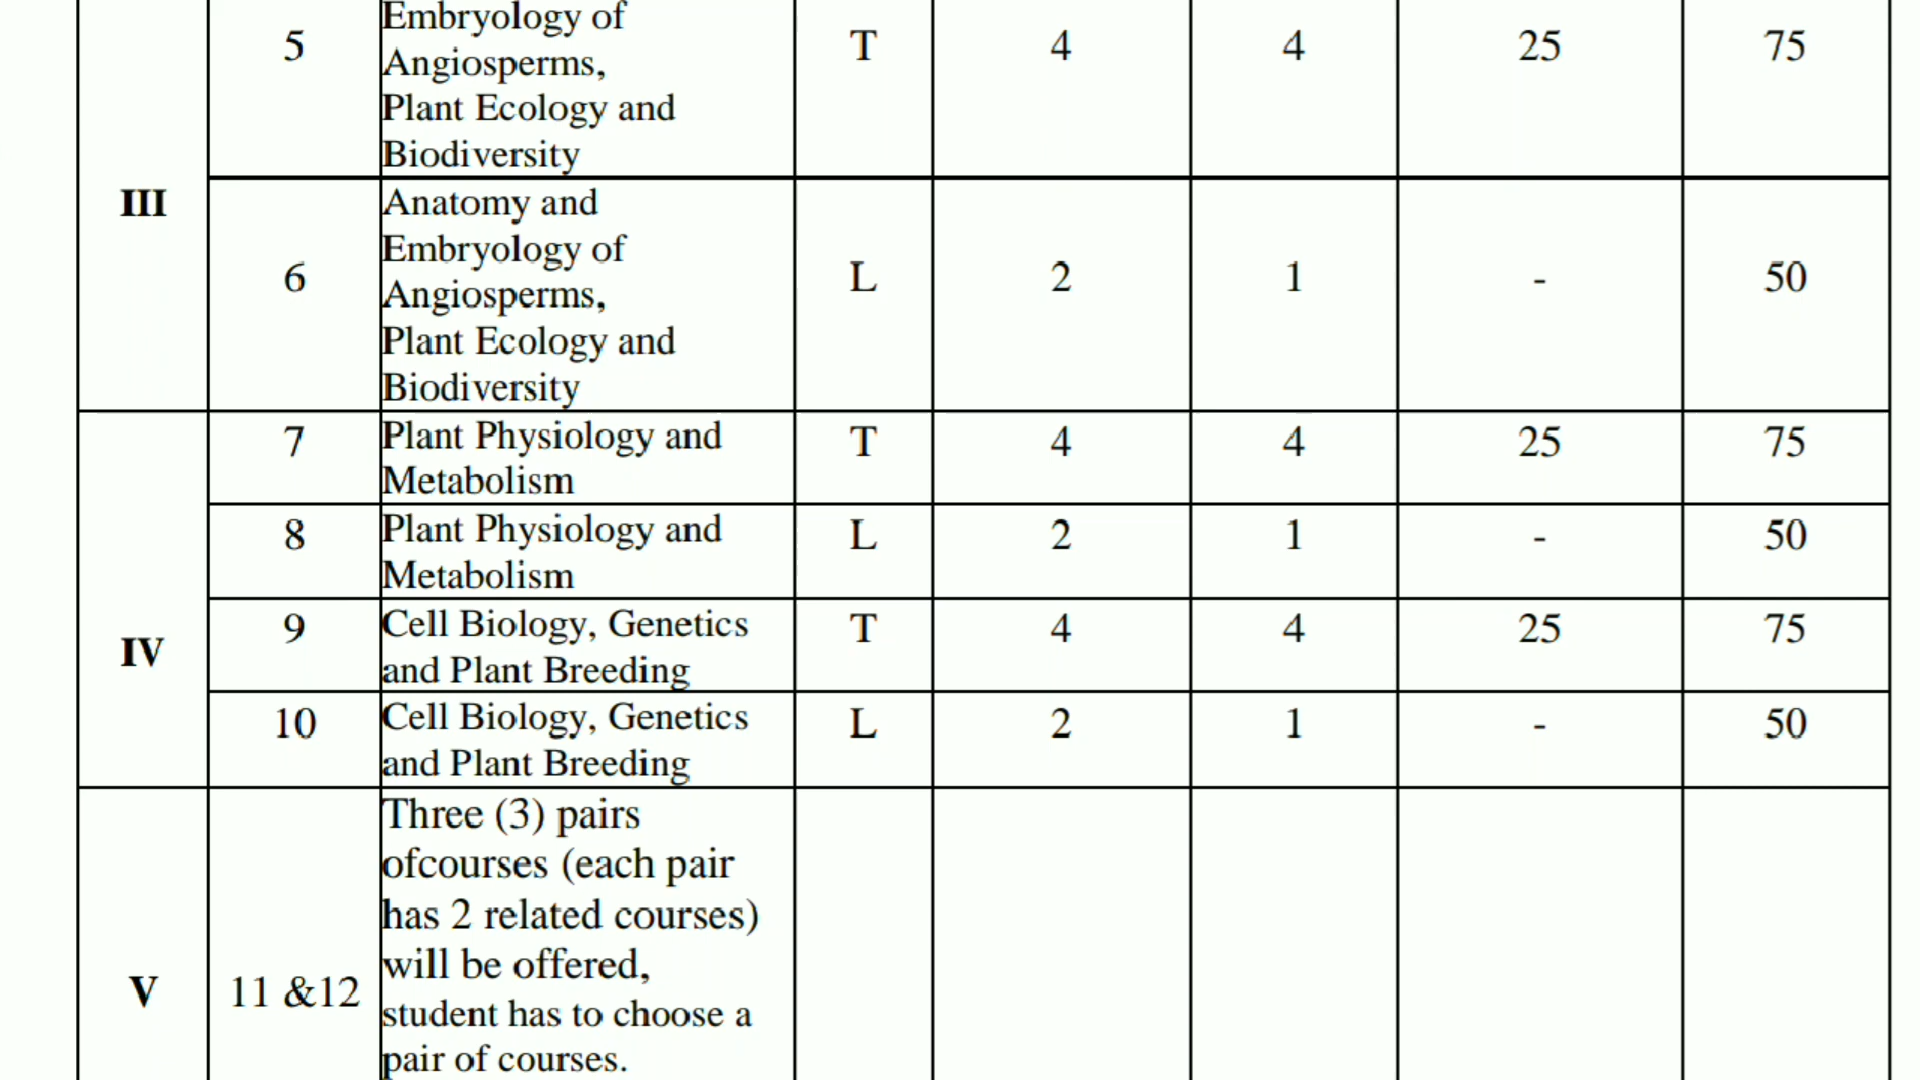 III
5
Embryology of
Angiosperms,
Plant Ecology and
Biodiversity
T
4
4
25
75
6
Anatomy and
Embryology of
Angiosperms,
Plant Ecology and
Biodiversity
L
2
1
-
50
IV
7
Plant Physiology and
Metabolism
T
4
4
25
75
8
Plant Physiology and
Metabolism
L
2
1
-
50
9
Cell Biology, Genetics
and Plant Breeding
T
4
4
25
75
10
Cell Biology, Genetics
and Plant Breeding
L
2
1
-
50
V
11 &12
Three (3) pairs
ofcourses (each pair
has 2 related courses)
will be offered,
student has to choose a
pair of courses.